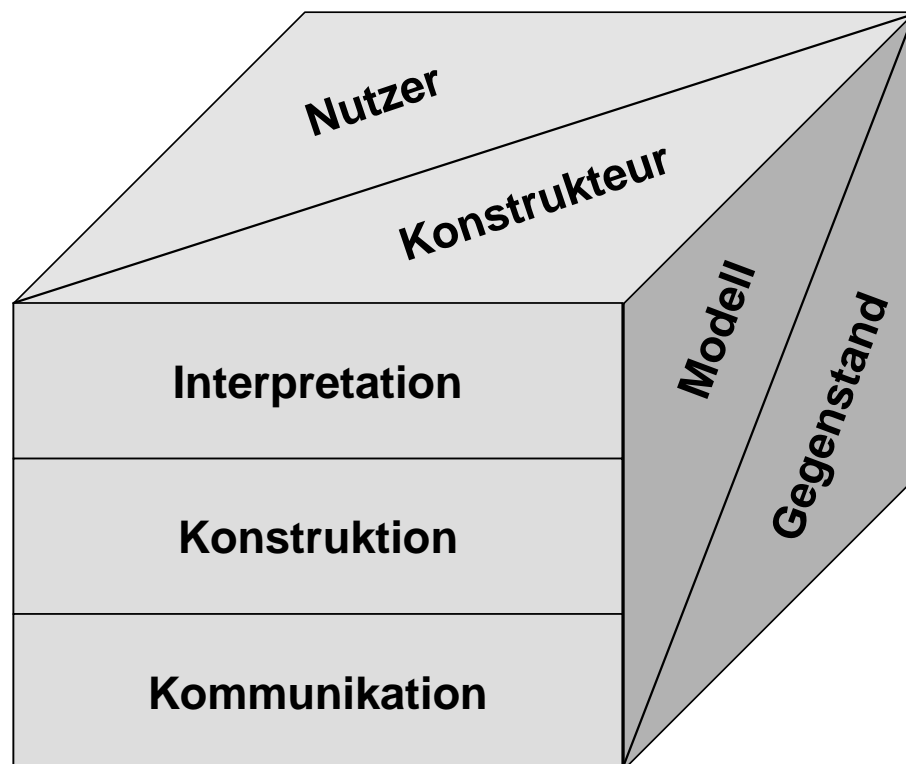 Nutzer
Konstrukteur
Modell
Gegenstand
Interpretation
Konstruktion
Kommunikation